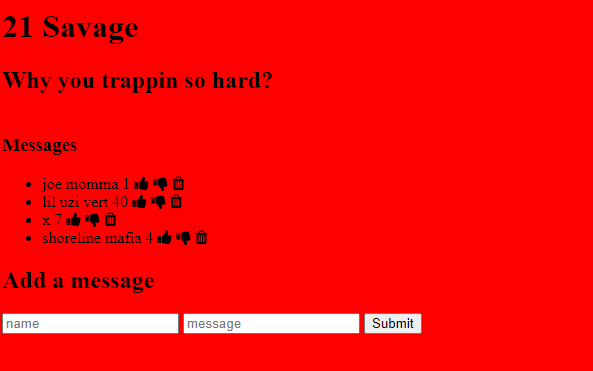 21 Savage
Why you trappin so hard?
Messages
joe momma 1
lil uzi vert 40
x 7
shoreline mafia 4
Add a message
name message Submit